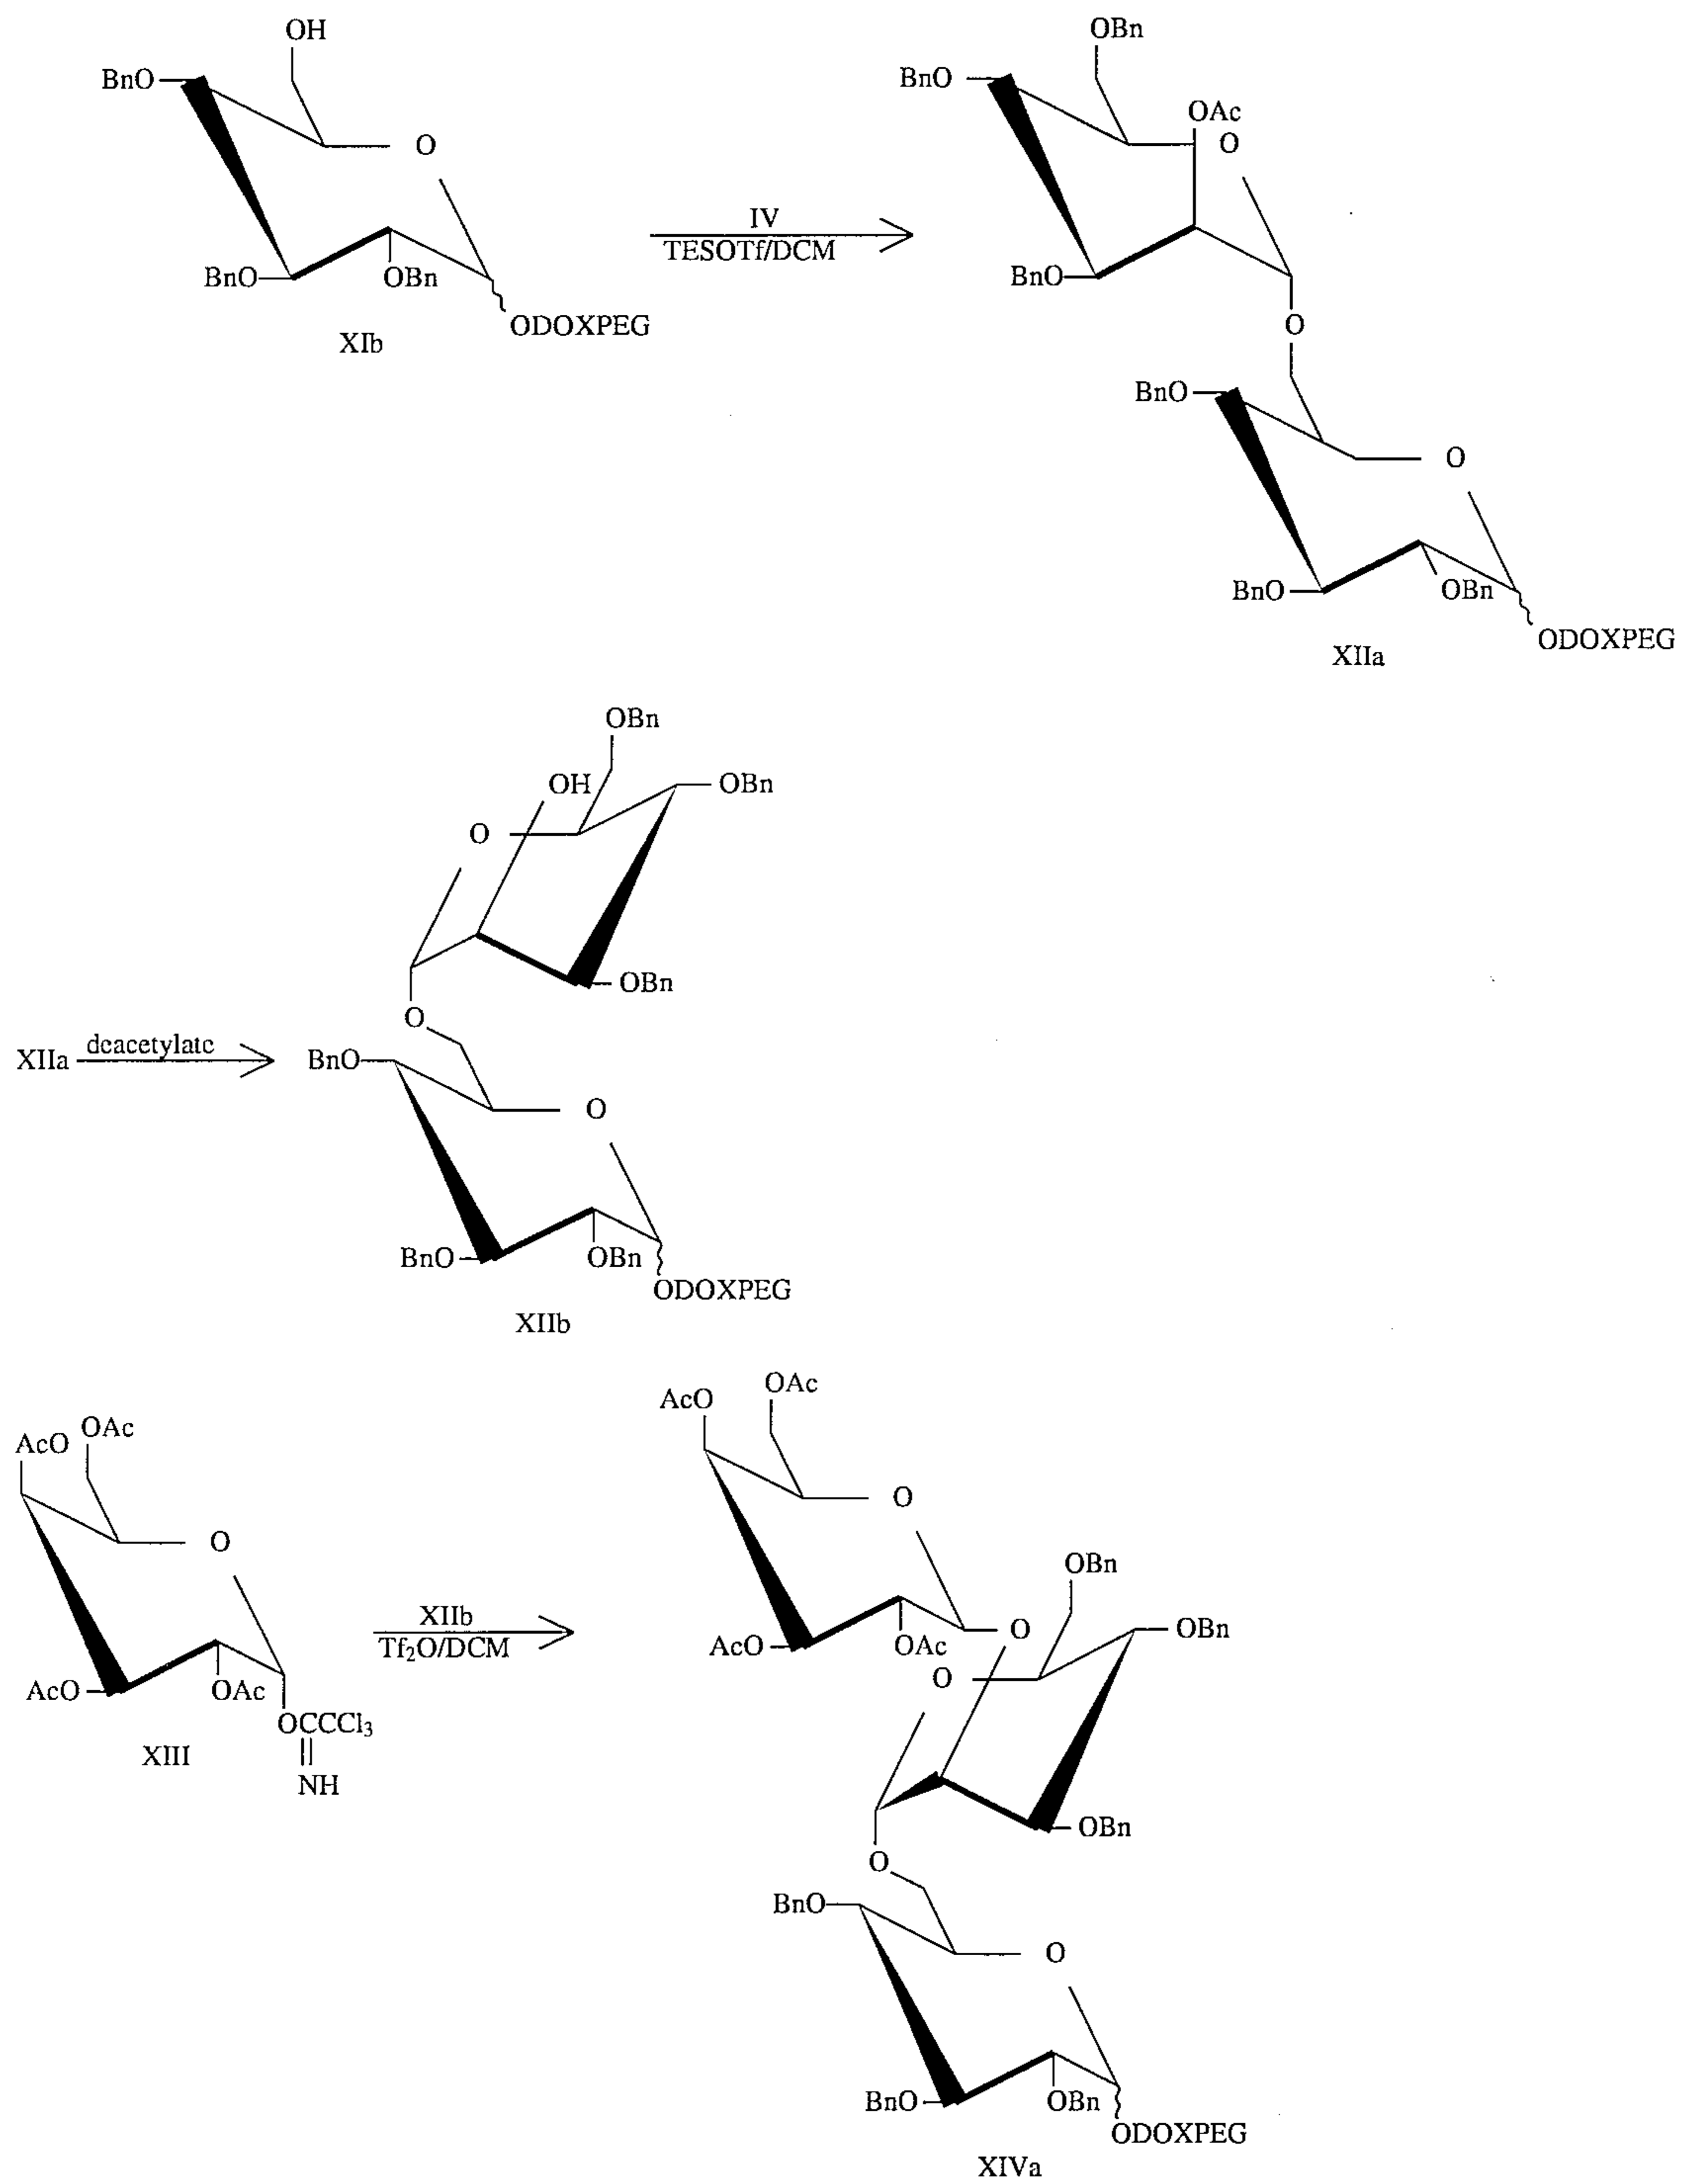 OH
BnO
O
BnO
OBn
ODOXPEG
XIb
IV
TESOTf/DCM
OBn
BnO
OAc
O
BnO
O
BnO
O
BnO
OBn
ODOXPEG
XIIa
OBn
OH
OBn
O
OBn
O
XIIa
deacetylate
BnO
O
BnO
OBn
ODOXPEG
XIIb
AcO
OAc
O
AcO
OAc
OCCCl3
NH
XIII
XIIb
Tf2O/DCM
AcO
OAc
O
OBn
AcO
OAc
O
OBn
O
OBn
O
BnO
O
BnO
OBn
ODOXPEG
XIVa